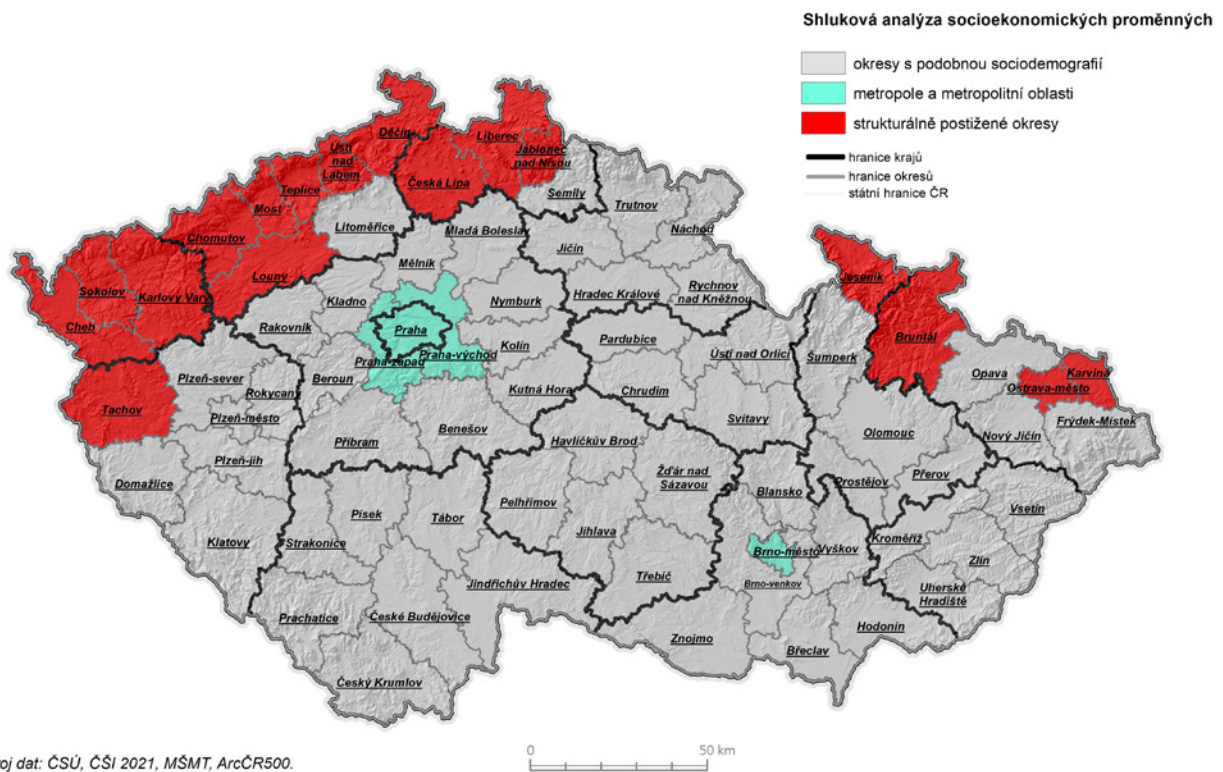 Shluková analýza socioekonomických proměnných
okresy s podobnou sociodemografií
metropole a metropolitní oblasti
strukturálně postižené okresy
hranice krajů
hranice okresů
státní hranice ČR
Děčín
Liberec
Ústí
nad
Labem
Jablonec
nad Nisou
Česká Lípa
Teplice
Semily
Most
Trutnov
Litoměřice
Chomutov
Mladá Bolesla
Náchod
Jičín
Mělník
Louny
Jeseník
Sokolov
Karlovy Vary
Rychnov
nad Kněžnou
Hradec Králové
Kladno
Nymburk
Cheb
Rakovník
Praha
Bruntál
Pardubice
Kolín
Ústí nad Orlicí
Šumperk
Praha-západ
Praha-východ
Karviná
Opava
Plzeň-sever
Beroun
Ostrava-město
Rokycany
Kutná Hora
Chrudim
Tachov
Plzeň-město
Svitavy
Frýdek-Místek
Benešov
Olomouc
Nový Jičín
Příbram
Havlíčkův Brod
Plzeň-jih
Žďár nad
Sázavou
Přerov
Domažlice
Prostějov
Blansko
Pelhřimov
Vsetín
Písek
Tábor
Jihlava
Klatovy
Strakonice
Kroměříž
Brno-město
Vyškov
Zlín
Třebíč
Jindřichův Hradec
Brno-venkov
Uherské
Hradiště
Prachatice
České Budějovice
Hodonín
Znojmo
Břeclav
Český Krumlov
oj dat: ČSÚ, ČŠI 2021, MŠMT, ArcČR500.
0 50 km